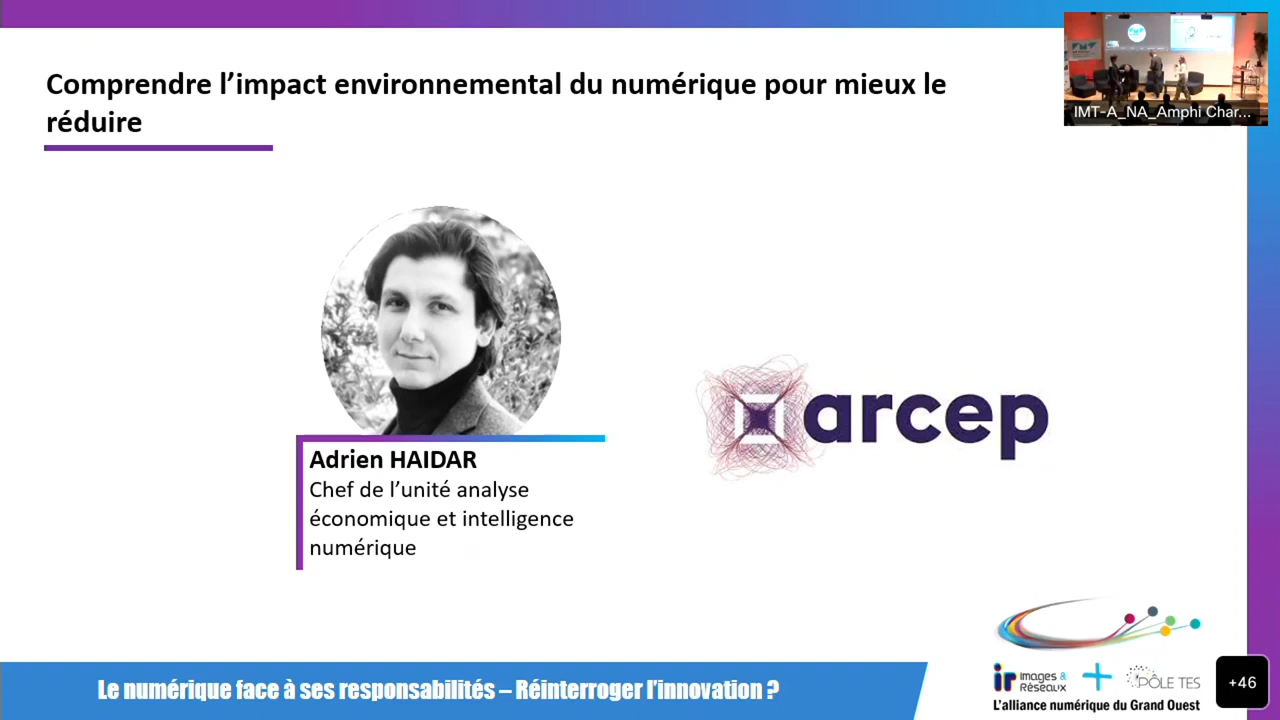 Comprendre l’impact environnemental du numérique pour mieux le
réduire
IMT-A_NA_Amphi Char...
arcep
Adrien HAIDAR
Chef de l’unité analyse
économique et intelligence
numérique
Le numérique face à ses responsabilités – Réinterroger l’innovation ?
ir Images &
Réseaux
+
PÔLE TES
L’alliance numérique du Grand Ouest
+46